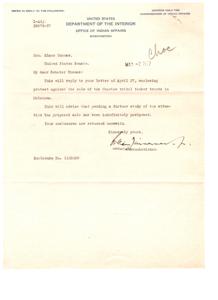 UNITED STATES
DEPARTMENT OF THE INTERIOR
OFFICE OF INDIAN AFFAIRS
WASHINGTON
Choc
Hon. Elmer Thomas,
United States Senate.
My dear Senator Thomas:
This will reply to your letter of April 27, enclosing
protest against the sale of the Choctaw tribal timber tracts in
Oklahoma.
This will advise that pending a further study of the situa-
tion the proposed sale has been indefinitely postponed.
Your enclosures are returned herewith.
Sincerely yours,
Enclosure No.